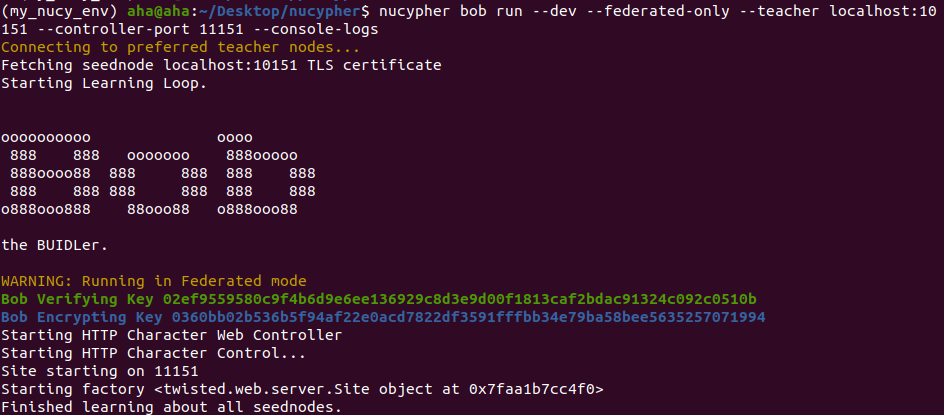 (my_nucy_env) aha@aha:~/Desktop/nucypher$ nucypher bob run --dev --federated-only --teacher localhost:10
151 --controller-port 11151 --console-logs
Connecting to preferred teacher nodes...
Fetching seednode localhost:10151 TLS certificate
Starting Learning Loop.
oooooooooo              oooo
 888    888   ooooooo    888ooooo
 888oooo88  888     888  888    888
 888    888 888     888  888    888
o888ooo888    88ooo88   o888ooo88
the BUIDLer.
WARNING: Running in Federated mode
Bob Verifying Key 02ef9559580c9f4b6d9e6ee136929c8d3e9d00f1813caf2bdac91324c092c0510b
Bob Encrypting Key 0360bb02b536b5f94af22e0acd7822df3591fffbb34e79ba58bee5635257071994
Starting HTTP Character Web Controller
Starting HTTP Character Control...
Site starting on 11151
Starting factory <twisted.web.server.Site object at 0x7faa1b7cc4f0>
Finished learning about all seednodes.